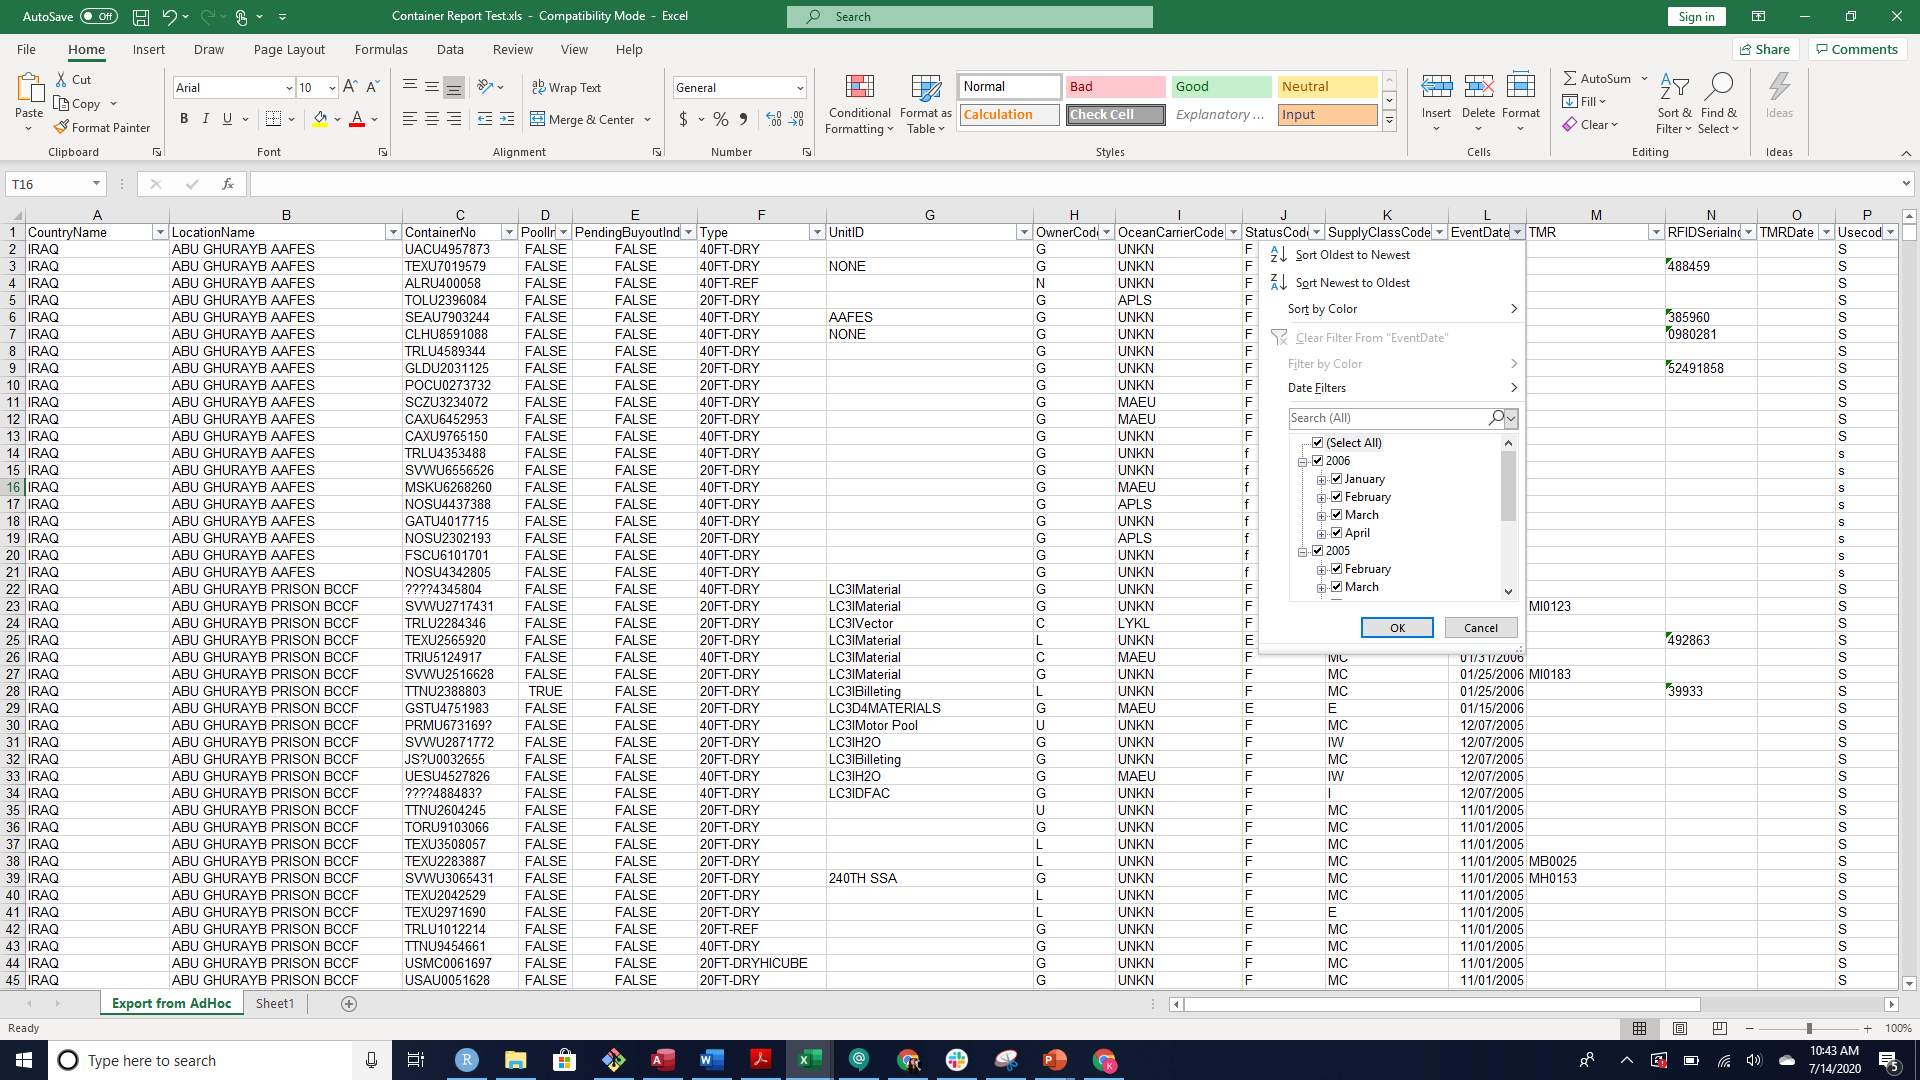 AutoSave Off Container Report Test.xls - Compatibility Mode - Excel Search Sign in
File Home Insert Draw Page Layout Formulas Data Review View Help Share Comments
Paste Cut Copy Format Painter Clipboard
Arial 10 B I U A Font
Wrap Text Merge & Center Alignment
General $ % Number
Conditional Formatting Format as Table Normal Bad Good Neutral Calculation Check Cell Explanatory ... Input Styles
Insert Delete Format Cells
AutoSum Fill Clear Sort & Filter Find & Select Editing Ideas Ideas
T16 fx
A B C D E F G H I J K L M N O P
1 CountryName LocationName ContainerNo PoolIn PendingBuyoutInd Type UnitID OwnerCode OceanCarrierCode StatusCode SupplyClassCode EventDate TMR RFIDSerialno TMRDate Usecod
2 IRAQ ABU GHURAYB AAFES UACU4957873 FALSE FALSE 40FT-DRY G UNKN F S
3 IRAQ ABU GHURAYB AAFES TEXU7019579 FALSE FALSE 40FT-DRY NONE G UNKN F 488459 S
4 IRAQ ABU GHURAYB AAFES ALRU400058 FALSE FALSE 40FT-REF N UNKN F S
5 IRAQ ABU GHURAYB AAFES TOLU2396084 FALSE FALSE 20FT-DRY G APLS F S
6 IRAQ ABU GHURAYB AAFES SEAU7903244 FALSE FALSE 40FT-DRY AAFES G UNKN F 385960 S
7 IRAQ ABU GHURAYB AAFES CLHU8591088 FALSE FALSE 40FT-DRY NONE G UNKN F 0980281 S
8 IRAQ ABU GHURAYB AAFES TRLU4589344 FALSE FALSE 40FT-DRY G UNKN F S
9 IRAQ ABU GHURAYB AAFES GLDU2031125 FALSE FALSE 20FT-DRY G UNKN F 52491858 S
10 IRAQ ABU GHURAYB AAFES POCU0273732 FALSE FALSE 20FT-DRY G UNKN F S
11 IRAQ ABU GHURAYB AAFES SCZU3234072 FALSE FALSE 40FT-DRY G MAEU F S
12 IRAQ ABU GHURAYB AAFES CAXU6452953 FALSE FALSE 20FT-DRY G MAEU F S
13 IRAQ ABU GHURAYB AAFES CAXU9765150 FALSE FALSE 40FT-DRY G UNKN F S
14 IRAQ ABU GHURAYB AAFES TRLU4353488 FALSE FALSE 40FT-DRY G UNKN f s
15 IRAQ ABU GHURAYB AAFES SVWU6556526 FALSE FALSE 20FT-DRY G UNKN f s
16 IRAQ ABU GHURAYB AAFES MSKU6268260 FALSE FALSE 40FT-DRY G MAEU f s
17 IRAQ ABU GHURAYB AAFES NOSU4437388 FALSE FALSE 40FT-DRY G APLS f s
18 IRAQ ABU GHURAYB AAFES GATU4017715 FALSE FALSE 40FT-DRY G UNKN f s
19 IRAQ ABU GHURAYB AAFES NOSU2302193 FALSE FALSE 20FT-DRY G APLS f s
20 IRAQ ABU GHURAYB AAFES FSCU6101701 FALSE FALSE 40FT-DRY G UNKN f s
21 IRAQ ABU GHURAYB AAFES NOSU4342805 FALSE FALSE 40FT-DRY G UNKN f s
22 IRAQ ABU GHURAYB PRISON BCCF ????4345804 FALSE FALSE 40FT-DRY LC3IMaterial G UNKN F S
23 IRAQ ABU GHURAYB PRISON BCCF SVWU2717431 FALSE FALSE 20FT-DRY LC3IMaterial G UNKN F MI0123 S
24 IRAQ ABU GHURAYB PRISON BCCF TRLU2284346 FALSE FALSE 20FT-DRY LC3IVector C LYKL F S
25 IRAQ ABU GHURAYB PRISON BCCF TEXU2565920 FALSE FALSE 20FT-DRY LC3IMaterial L UNKN E 492863 S
26 IRAQ ABU GHURAYB PRISON BCCF TRIU5124917 FALSE FALSE 40FT-DRY LC3IMaterial C MAEU F MC 01/31/2006 S
27 IRAQ ABU GHURAYB PRISON BCCF SVWU2516628 FALSE FALSE 20FT-DRY LC3IMaterial G UNKN F MC 01/25/2006 MI0183 S
28 IRAQ ABU GHURAYB PRISON BCCF TTNU2388803 TRUE FALSE 20FT-DRY LC3IBilleting L UNKN F MC 01/25/2006 39933 S
29 IRAQ ABU GHURAYB PRISON BCCF GSTU4751983 FALSE FALSE 20FT-DRY LC3D4MATERIALS G MAEU E E 01/15/2006 S
30 IRAQ ABU GHURAYB PRISON BCCF PRMU673169? FALSE FALSE 40FT-DRY LC3IMotor Pool U UNKN F MC 12/07/2005 S
31 IRAQ ABU GHURAYB PRISON BCCF SVWU2871772 FALSE FALSE 20FT-DRY LC3IH2O G UNKN F IW 12/07/2005 S
32 IRAQ ABU GHURAYB PRISON BCCF JS?U0032655 FALSE FALSE 20FT-DRY LC3IBilleting G UNKN F MC 12/07/2005 S
33 IRAQ ABU GHURAYB PRISON BCCF UESU4527826 FALSE FALSE 40FT-DRY LC3IH2O G MAEU F IW 12/07/2005 S
34 IRAQ ABU GHURAYB PRISON BCCF ????488483? FALSE FALSE 40FT-DRY LC3IDFAC G UNKN F I 12/07/2005 S
35 IRAQ ABU GHURAYB PRISON BCCF TTNU2604245 FALSE FALSE 20FT-DRY U UNKN F MC 11/01/2005 S
36 IRAQ ABU GHURAYB PRISON BCCF TORU9103066 FALSE FALSE 20FT-DRY G UNKN F MC 11/01/2005 S
37 IRAQ ABU GHURAYB PRISON BCCF TEXU3508057 FALSE FALSE 20FT-DRY L UNKN F MC 11/01/2005 S
38 IRAQ ABU GHURAYB PRISON BCCF TEXU2283887 FALSE FALSE 20FT-DRY L UNKN F MC 11/01/2005 MB0025 S
39 IRAQ ABU GHURAYB PRISON BCCF SVWU3065431 FALSE FALSE 20FT-DRY 240TH SSA G UNKN F MC 11/01/2005 MH0153 S
40 IRAQ ABU GHURAYB PRISON BCCF TEXU2042529 FALSE FALSE 20FT-DRY L UNKN F MC 11/01/2005 S
41 IRAQ ABU GHURAYB PRISON BCCF TEXU2971690 FALSE FALSE 20FT-DRY L UNKN E E 11/01/2005 S
42 IRAQ ABU GHURAYB PRISON BCCF TRLU1012214 FALSE FALSE 20FT-REF G UNKN F MC 11/01/2005 S
43 IRAQ ABU GHURAYB PRISON BCCF TTNU9454661 FALSE FALSE 40FT-DRY G UNKN F MC 11/01/2005 S
44 IRAQ ABU GHURAYB PRISON BCCF USMC0061697 FALSE FALSE 20FT-DRYHICUBE G UNKN F MC 11/01/2005 S
45 IRAQ ABU GHURAYB PRISON BCCF USAU0051628 FALSE FALSE 20FT-DRY G UNKN F MC 11/01/2005 S
Sort Oldest to Newest
Sort Newest to Oldest
Sort by Color
Clear Filter From "EventDate"
Filter by Color
Date Filters
Search (All)
(Select All)
2006
January
February
March
April
2005
February
March
OK Cancel
Export from AdHoc Sheet1
Ready 100%
Type here to search 10:43 AM
7/14/2020 5